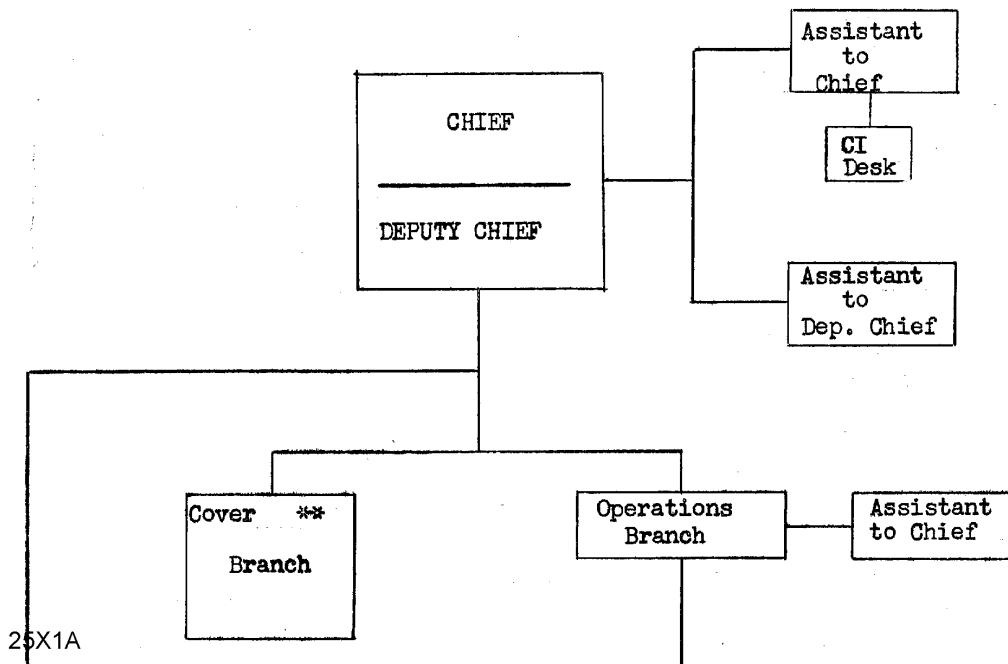 Assistant
to
Chief
CHIEF
CI
Desk
DEPUTY CHIEF
Assistant
to
Dep. Chief
Cover **
Branch
Operations
Branch
Assistant
to Chief
25X1A